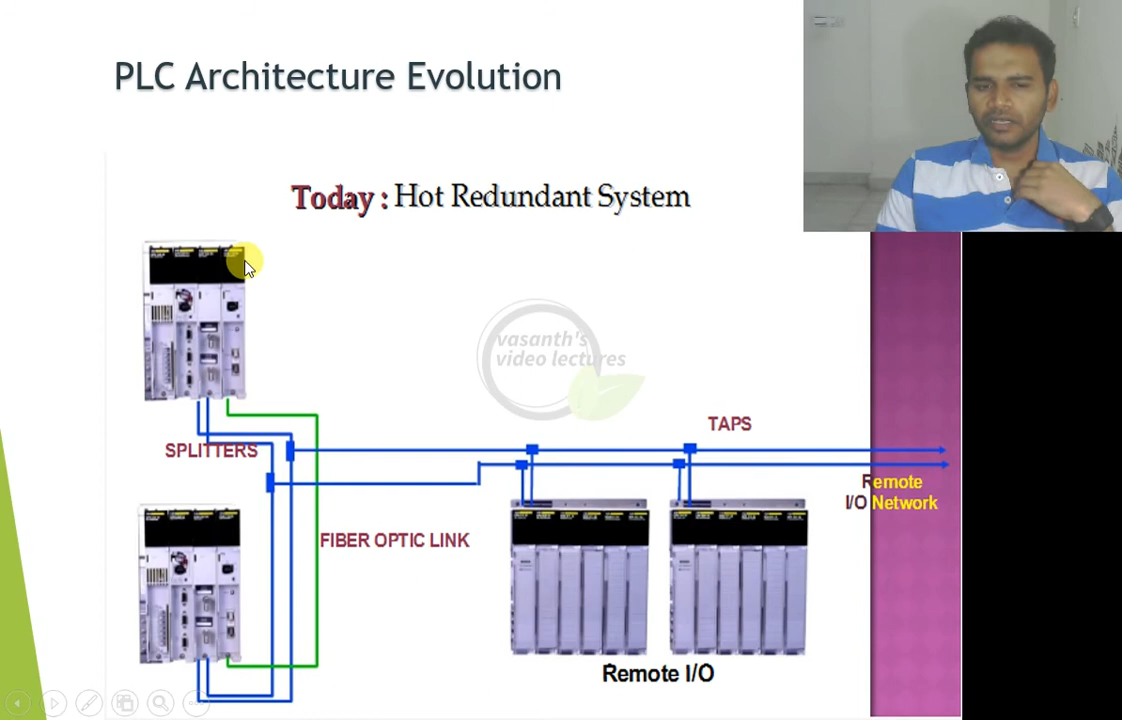 PLC Architecture Evolution
Today : Hot Redundant System
vasanth's
video lectures
TAPS
SPLITTERS
Remote
I/O Network
FIBER OPTIC LINK
Remote I/O